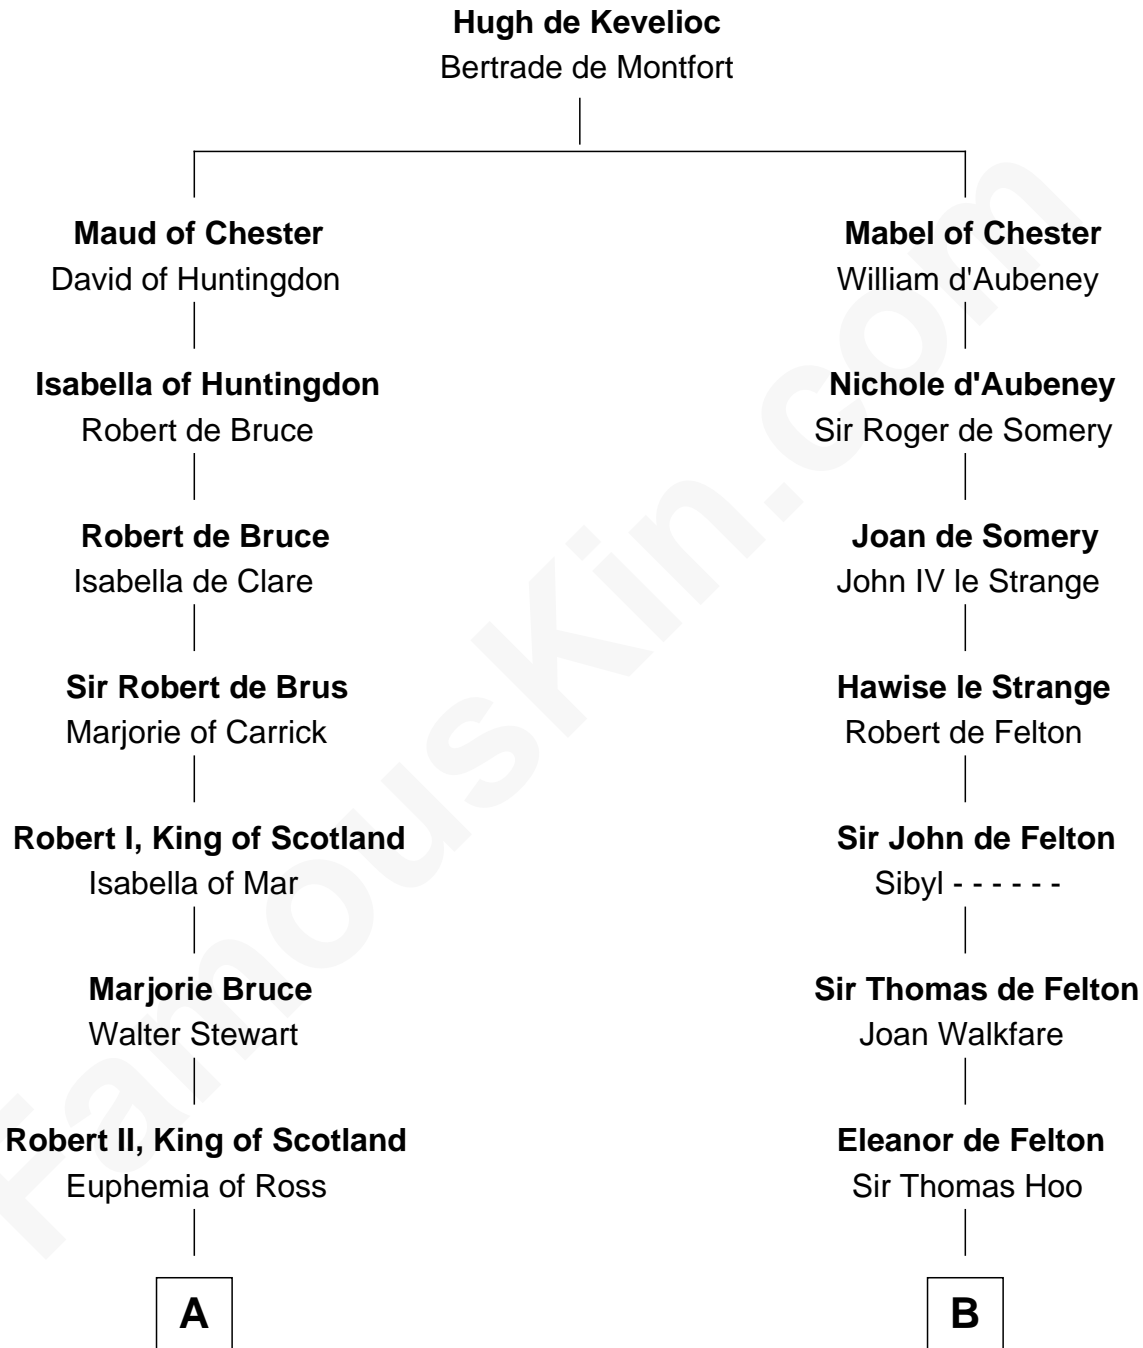 Hugh de Kevelioc
Bertrade de Montfort
Maud of Chester
David of Huntingdon
Mabel of Chester
William d'Aubeney
Isabella of Huntingdon
Robert de Bruce
Nichole d'Aubeney
Sir Roger de Somery
Robert de Bruce
Isabella de Clare
Joan de Somery
John IV le Strange
Sir Robert de Brus
Marjorie of Carrick
Hawise le Strange
Robert de Felton
Robert I, King of Scotland
Isabella of Mar
Sir John de Felton
Sibyl - - - - - -
Marjorie Bruce
Walter Stewart
Sir Thomas de Felton
Joan Walkfare
Robert II, King of Scotland
Euphemia of Ross
Eleanor de Felton
Sir Thomas Hoo
A
B
FamousKin.com